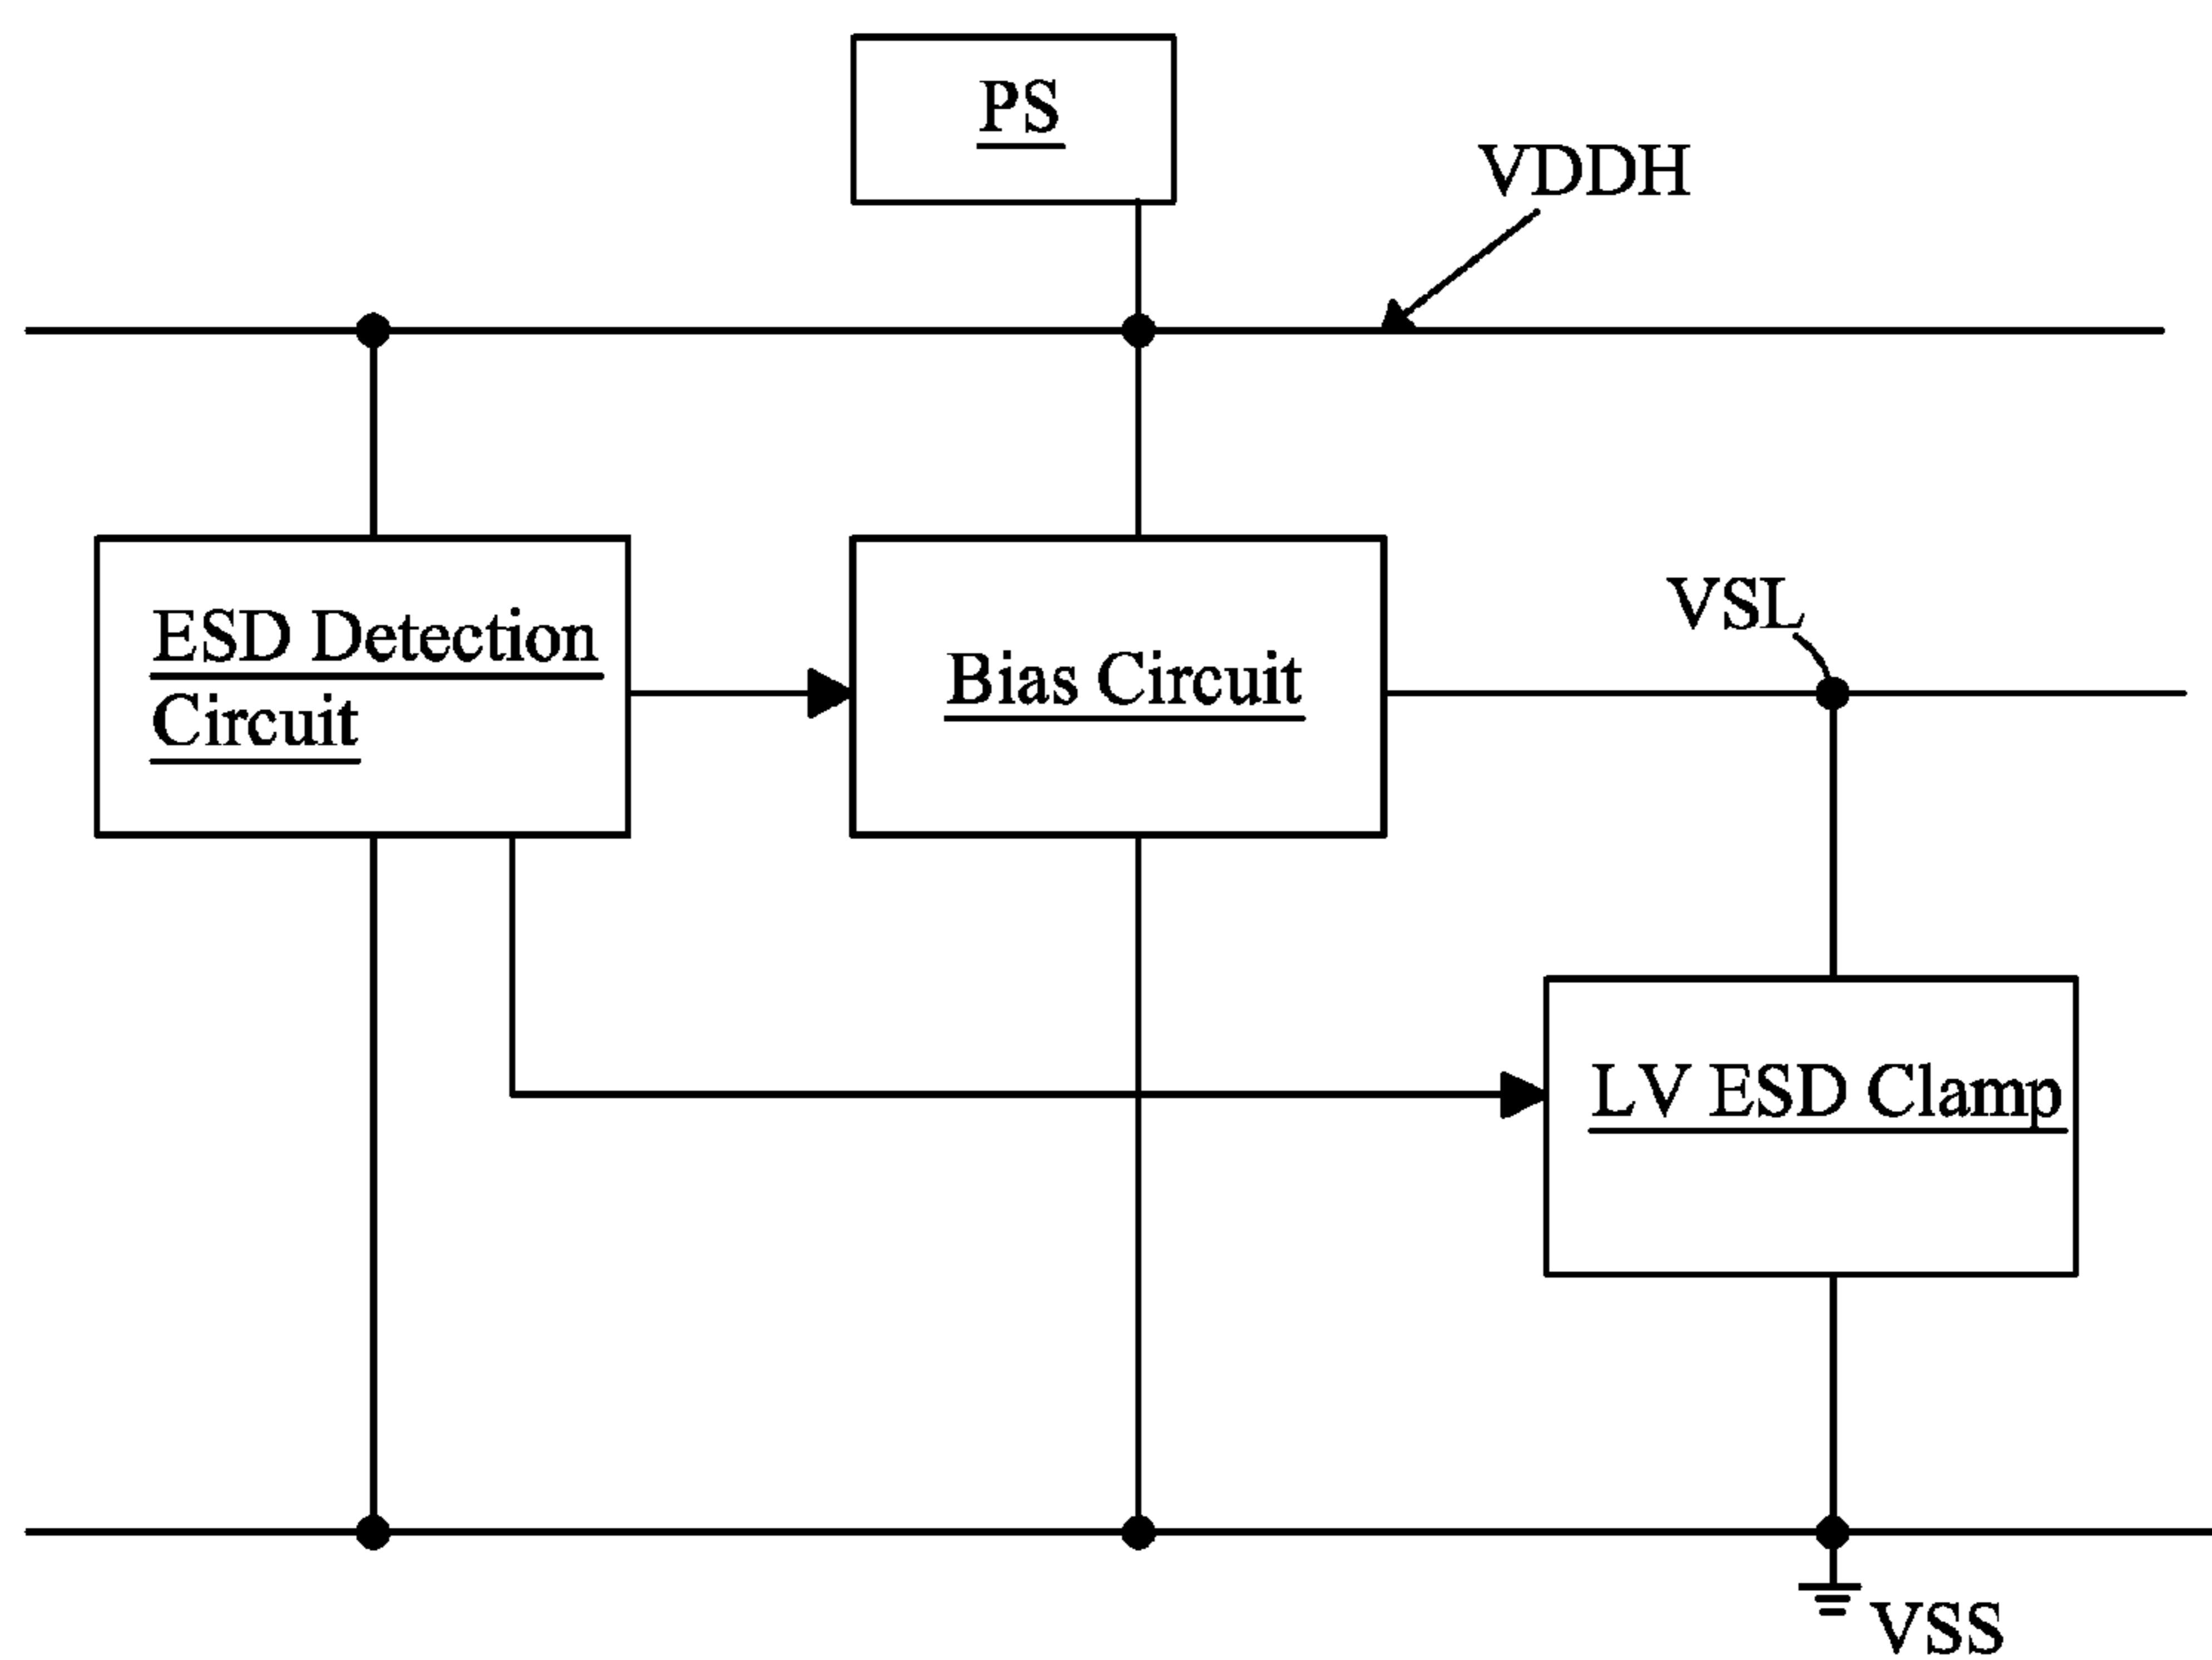 PS
VDDH
ESD Detection
Circuit
Bias Circuit
VSL
LV ESD Clamp
VSS